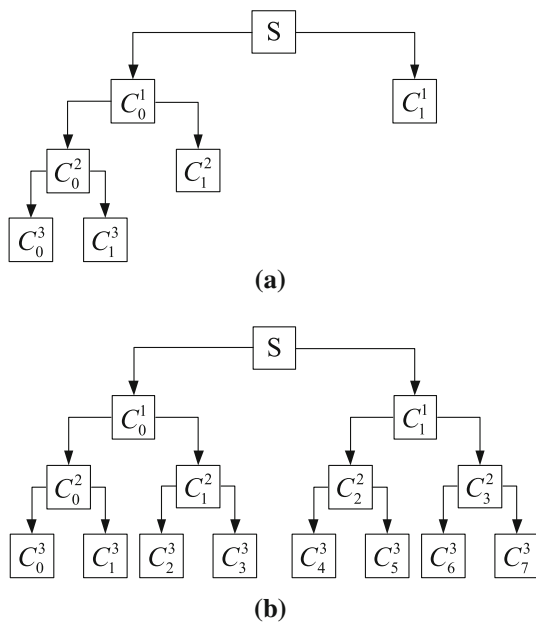 S
C_0^1 C_1^1
C_0^2 C_1^2
C_0^3 C_1^3
(a)
S
C_0^1 C_1^1
C_0^2 C_1^2 C_2^2 C_3^2
C_0^3 C_1^3 C_2^3 C_3^3 C_4^3 C_5^3 C_6^3 C_7^3
(b)